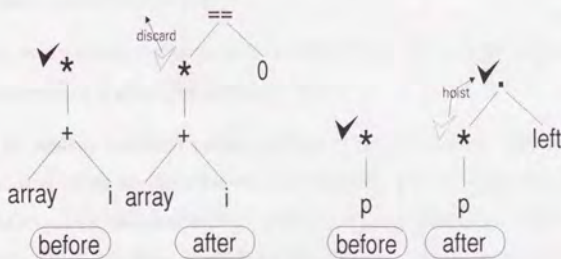 ==
discard
* * 0
hoist .
+ + * * left
array i array i p p
before after before after